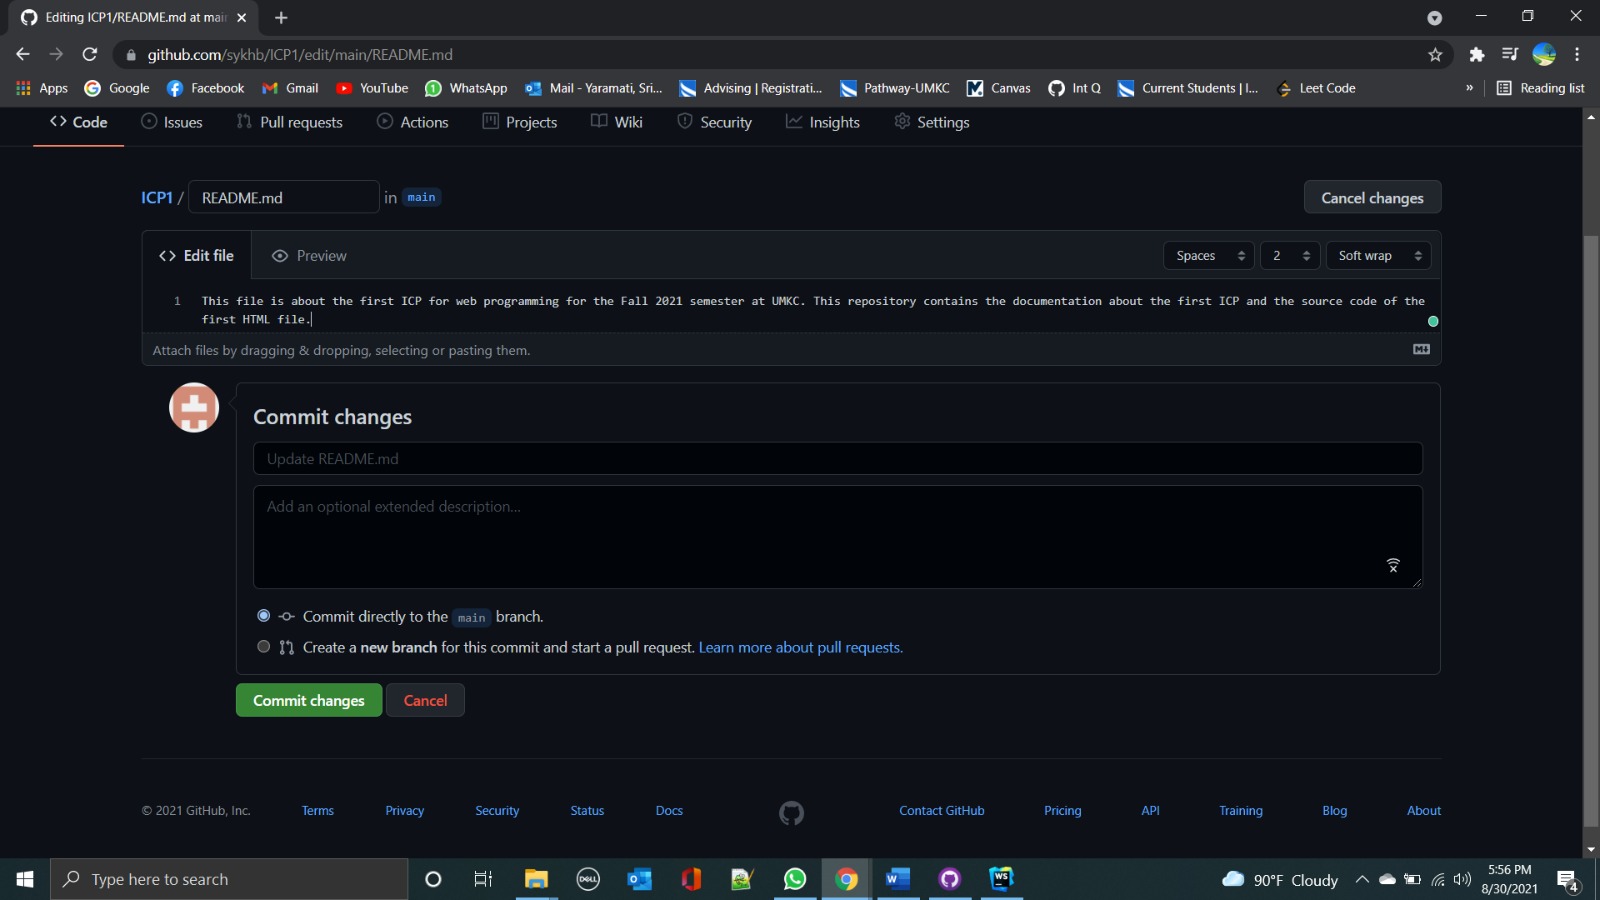 Editing ICP1/README.md at mai
github.com/sykhb/ICP1/edit/main/README.md
Apps Google Facebook Gmail YouTube WhatsApp Mail - Yaramati, Sri... Advising | Registrati... Pathway-UMKC Canvas Int Q Current Students | I... Leet Code » Reading list
Code Issues Pull requests Actions Projects Wiki Security Insights Settings
ICP1 / README.md in main Cancel changes
Edit file Preview Spaces 2 Soft wrap
1 This file is about the first ICP for web programming for the Fall 2021 semester at UMKC. This repository contains the documentation about the first ICP and the source code of the
first HTML file.
Attach files by dragging & dropping, selecting or pasting them.
Commit changes
Update README.md
Add an optional extended description...
Commit directly to the main branch.
Create a new branch for this commit and start a pull request. Learn more about pull requests.
Commit changes Cancel
© 2021 GitHub, Inc. Terms Privacy Security Status Docs Contact GitHub Pricing API Training Blog About
Type here to search DELL WS 90°F Cloudy 5:56 PM
8/30/2021 4